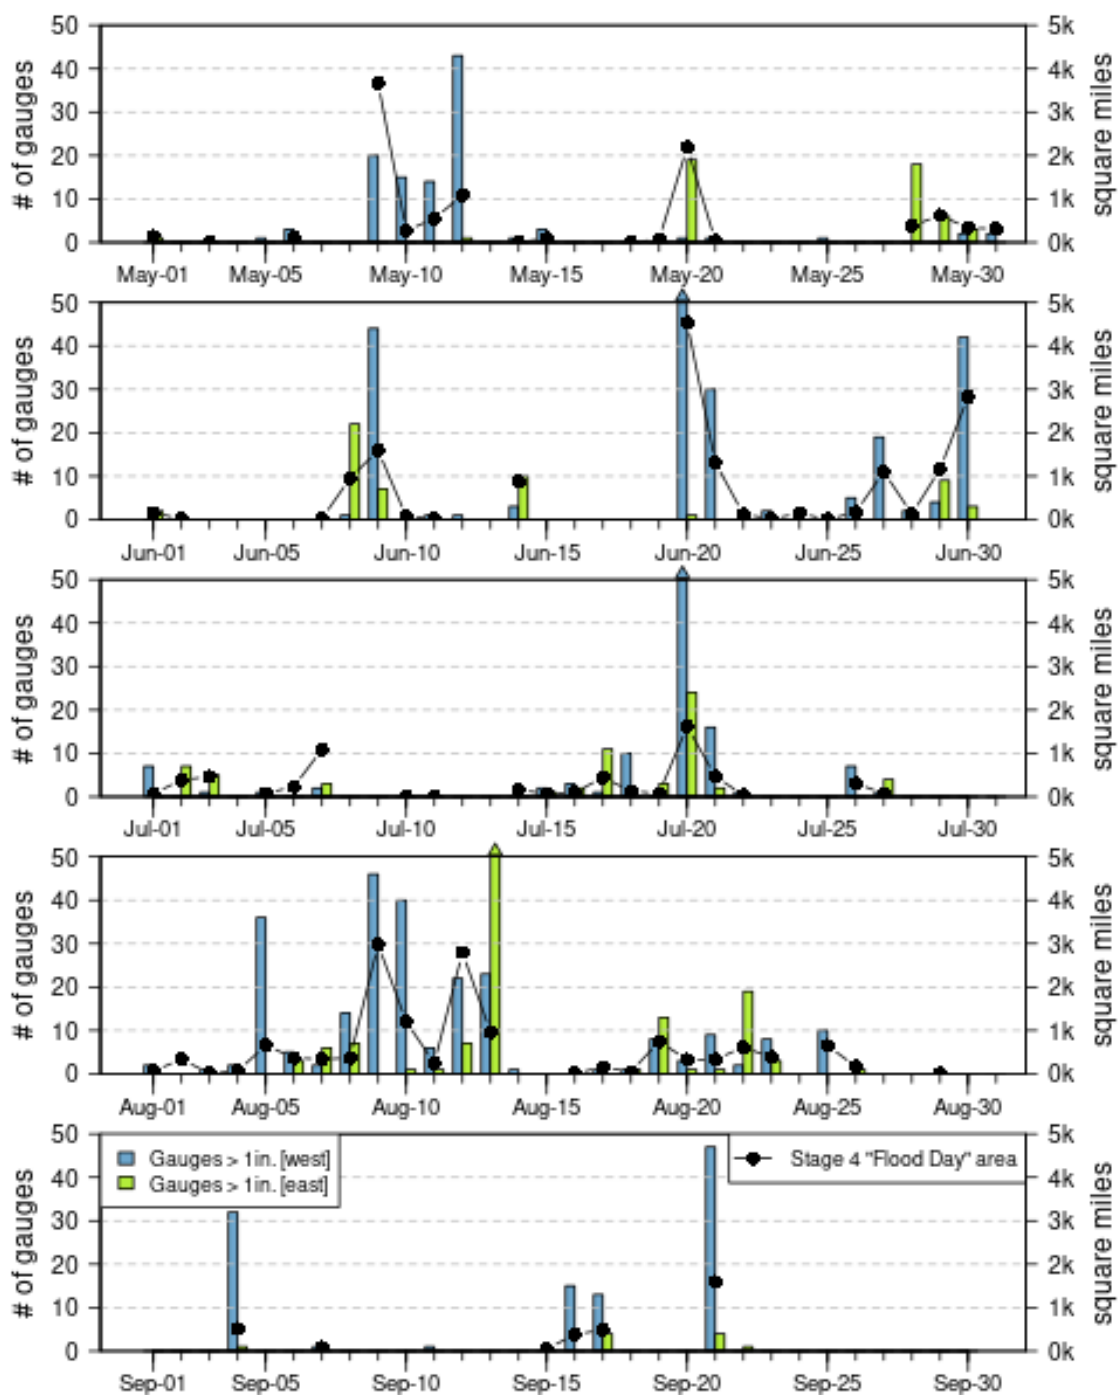 50 5k
40 4k
30 3k
20 2k
10 1k
0 0k
# of gauges square miles
May-01 May-05 May-10 May-15 May-20 May-25 May-30
50 5k
40 4k
30 3k
20 2k
10 1k
0 0k
# of gauges square miles
Jun-01 Jun-05 Jun-10 Jun-15 Jun-20 Jun-25 Jun-30
50 5k
40 4k
30 3k
20 2k
10 1k
0 0k
# of gauges square miles
Jul-01 Jul-05 Jul-10 Jul-15 Jul-20 Jul-25 Jul-30
50 5k
40 4k
30 3k
20 2k
10 1k
0 0k
# of gauges square miles
Aug-01 Aug-05 Aug-10 Aug-15 Aug-20 Aug-25 Aug-30
50 5k
Gauges > 1in. [west] Stage 4 "Flood Day" area
Gauges > 1in. [east]
40 4k
30 3k
20 2k
10 1k
0 0k
# of gauges square miles
Sep-01 Sep-05 Sep-10 Sep-15 Sep-20 Sep-25 Sep-30